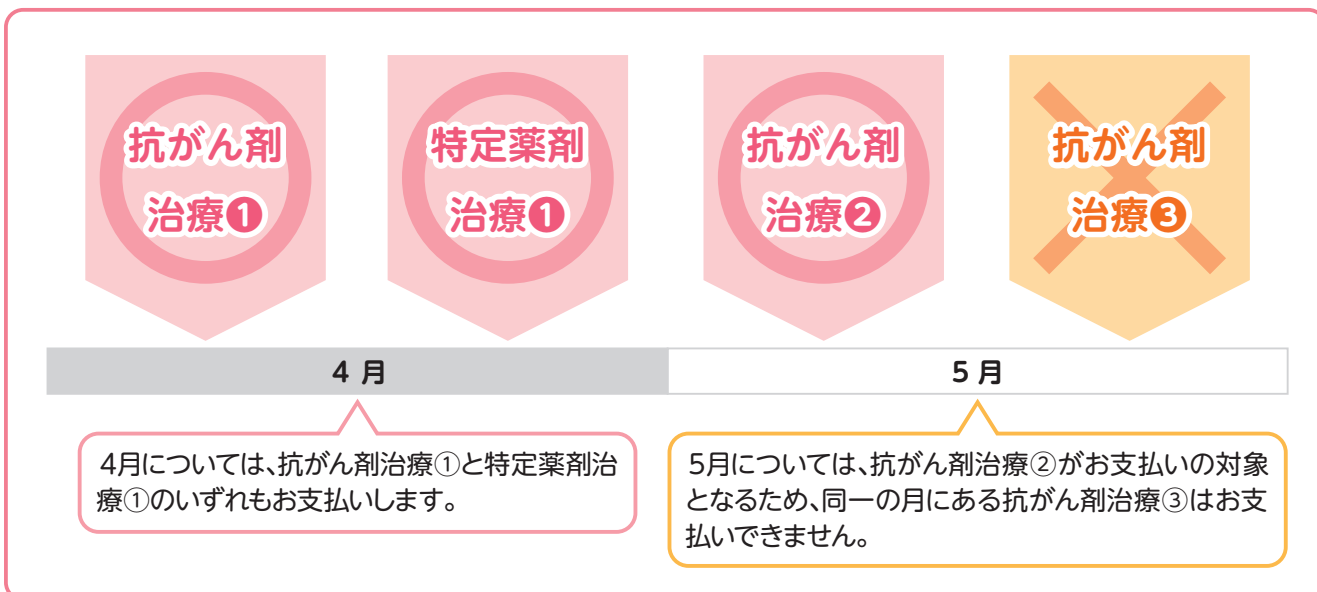 抗がん剤
治療❶
特定薬剤
治療❶
抗がん剤
治療❷
抗がん剤
治療❸
4月
5月
4月については、抗がん剤治療①と特定薬剤治
療①のいずれもお支払いします。
5月については、抗がん剤治療②がお支払いの対象
となるため、同一の月にある抗がん剤治療③はお支
払いできません。